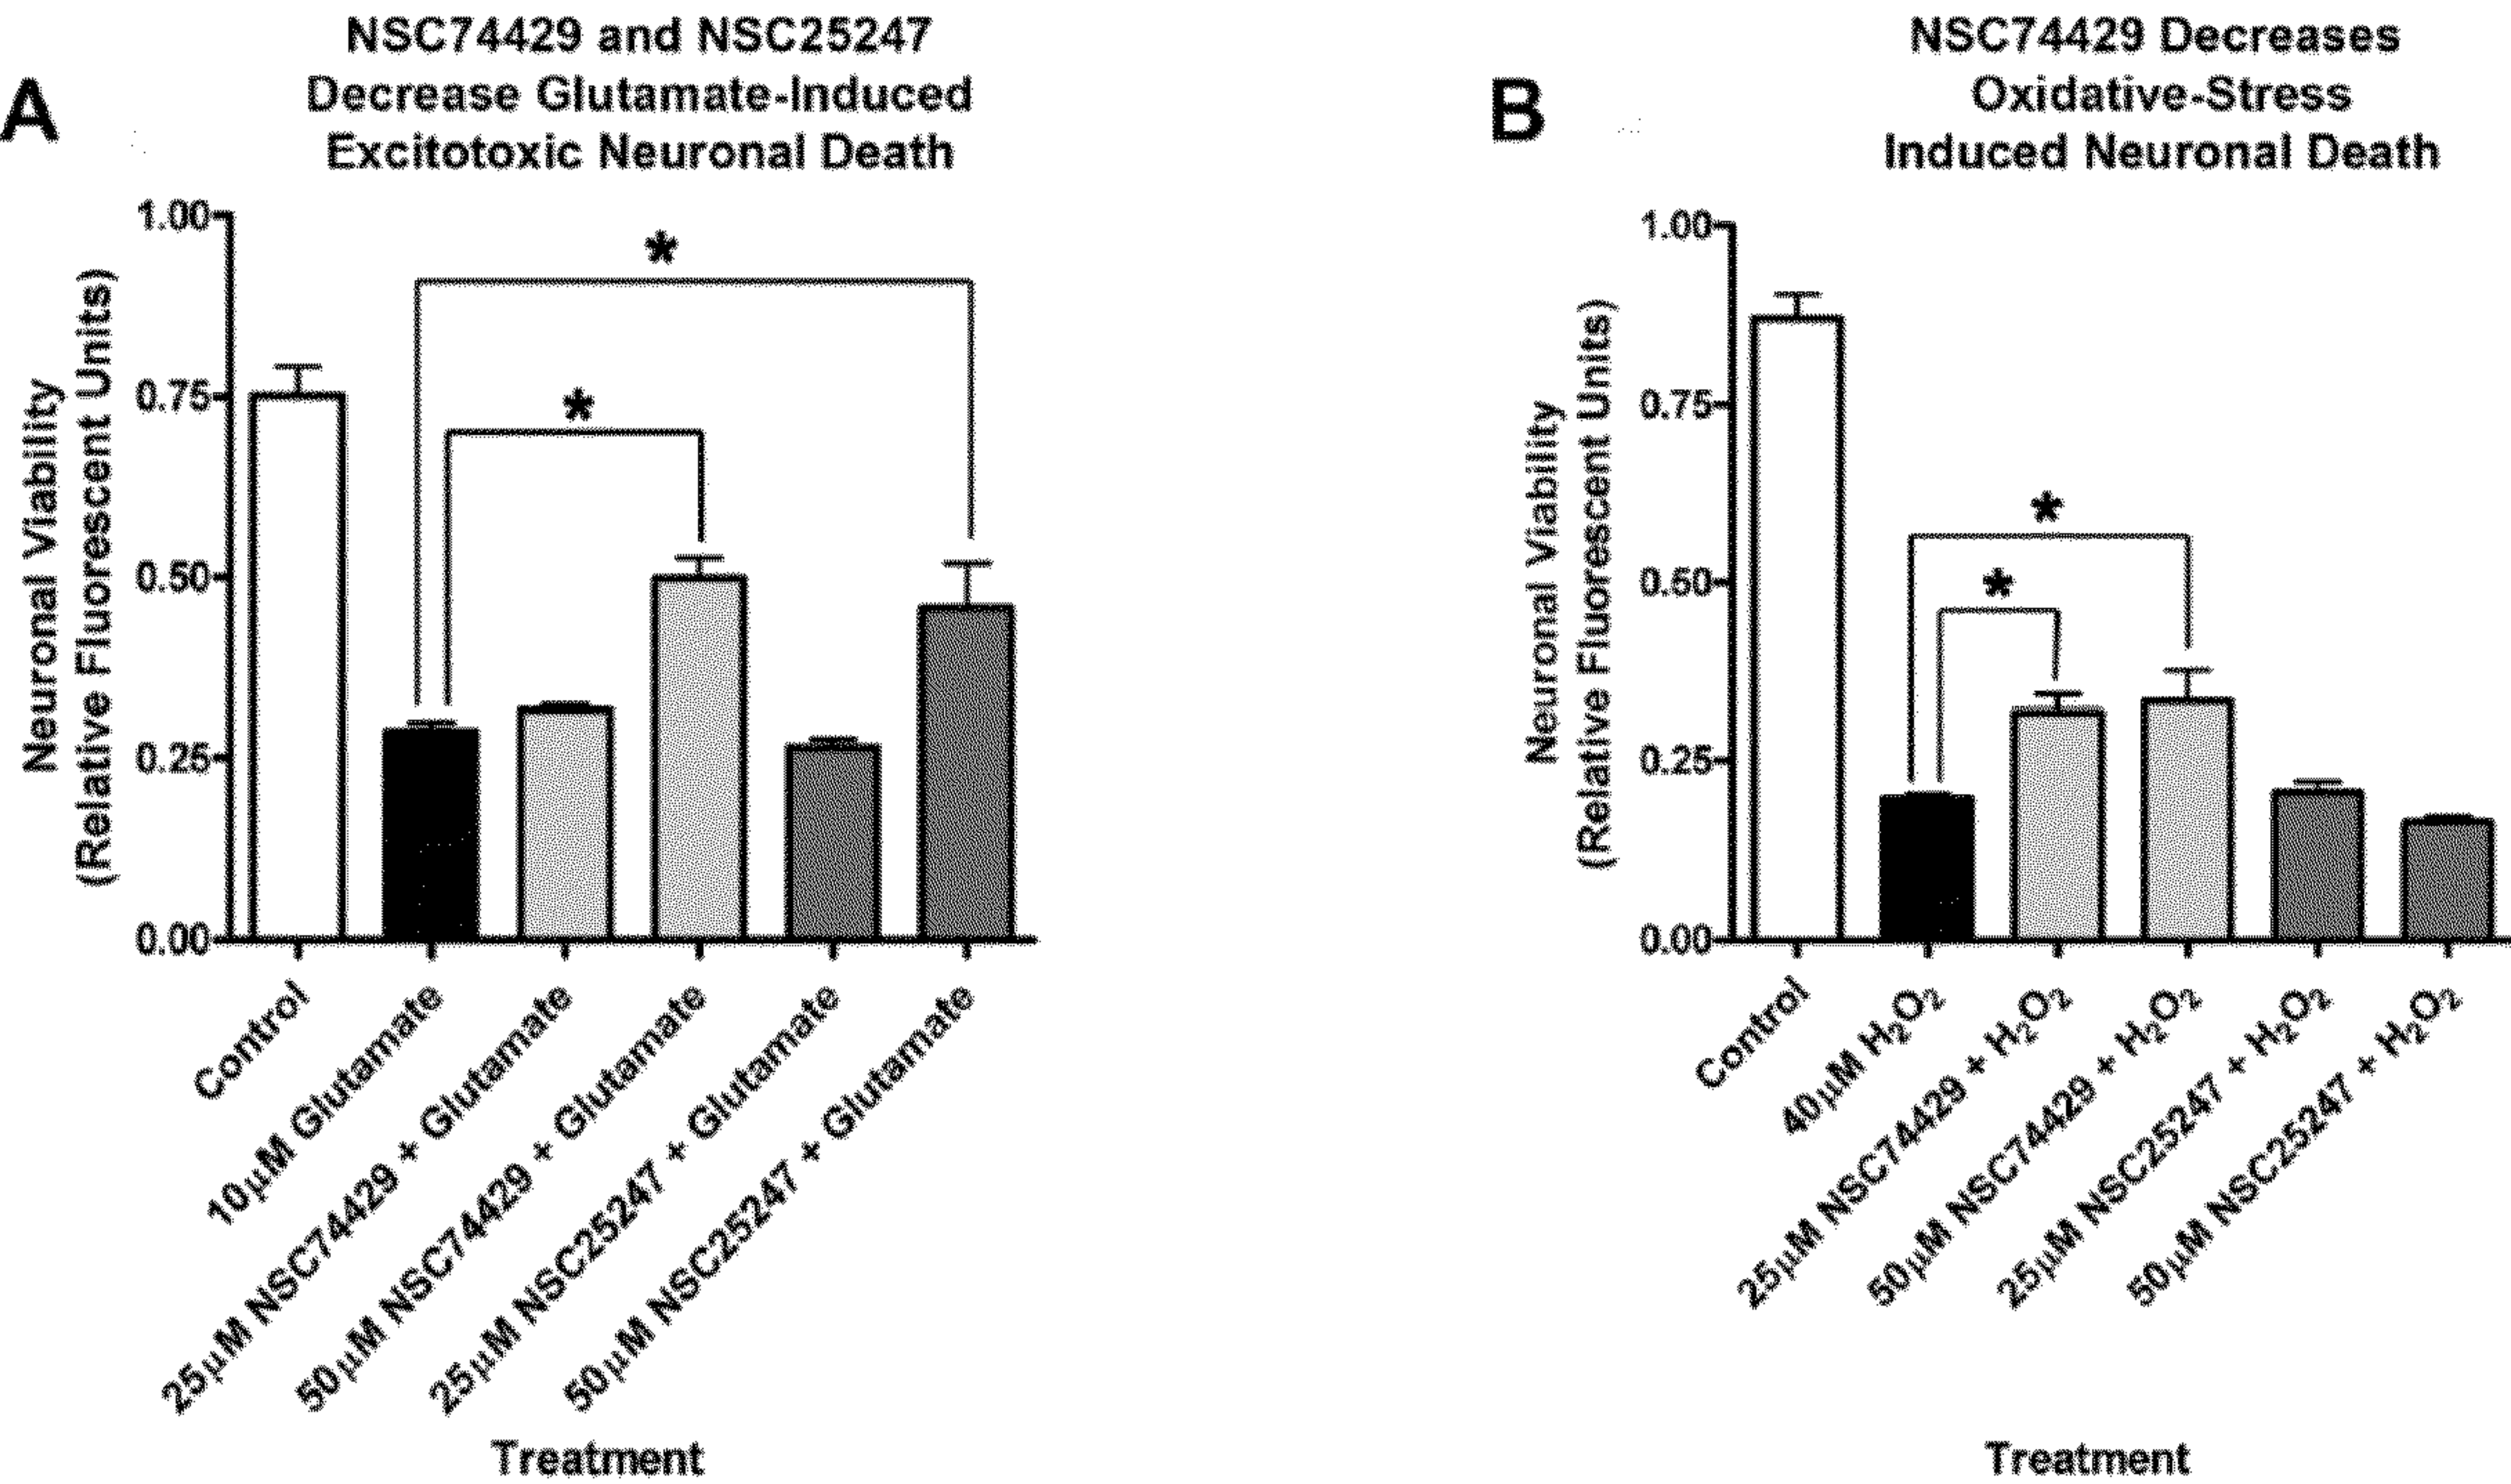 A
NSC74429 and NSC25247
Decrease Glutamate-Induced
Excitotoxic Neuronal Death
Neuronal Viability
(Relative Fluorescent Units)
1.00
0.75
0.50
0.25
0.00
*
*
Control
10µM Glutamate
25µM NSC74429 + Glutamate
50µM NSC74429 + Glutamate
25µM NSC25247 + Glutamate
50µM NSC25247 + Glutamate
Treatment
B
NSC74429 Decreases
Oxidative-Stress
Induced Neuronal Death
Neuronal Viability
(Relative Fluorescent Units)
1.00
0.75
0.50
0.25
0.00
*
*
Control
40µM H₂O₂
25µM NSC74429 + H₂O₂
50µM NSC74429 + H₂O₂
25µM NSC25247 + H₂O₂
50µM NSC25247 + H₂O₂
Treatment